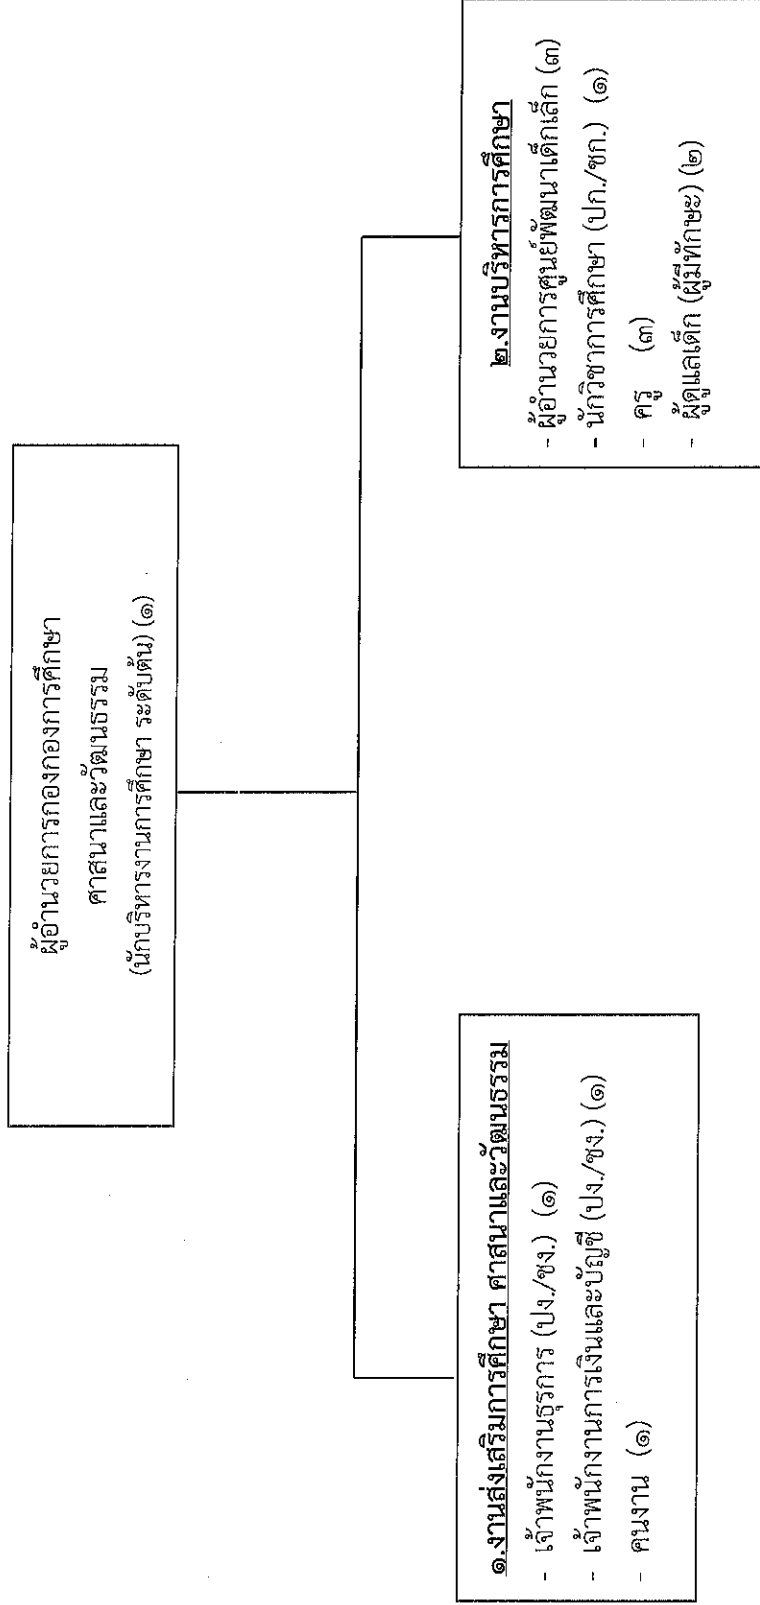 ผู้อำนวยการกองกองการศึกษา
ศาสนาและวัฒนธรรม
(นักบริหารงานการศึกษา ระดับต้น) (๑)
๑.งานส่งเสริมการศึกษา ศาสนาและวัฒนธรรม
- เจ้าพนักงานธุรการ (ปง./ชง.) (๑)
- เจ้าพนักงานการเงินและบัญชี (ปง./ชง.) (๑)
- คนงาน (๑)
๒.งานบริหารการศึกษา
- ผู้อำนวยการศูนย์พัฒนาเด็กเล็ก (๓)
- นักวิชาการศึกษา (ปก./ชก.) (๑)
- ครู (๓)
- ผู้ดูแลเด็ก (ผู้มีทักษะ) (๒)